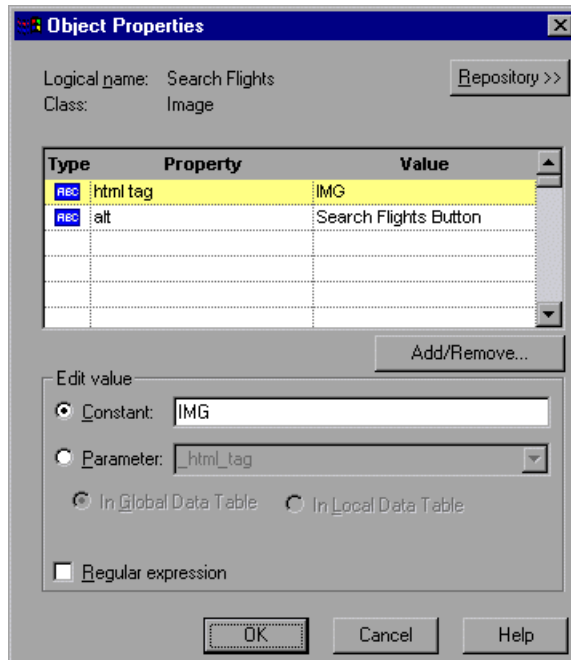 Object Properties
Logical name: Search Flights
Repository >>
Class: Image
Type Property Value
ABC html tag IMG
ABC alt Search Flights Button
Add/Remove...
Edit value
Constant: IMG
Parameter: _html_tag
In Global Data Table In Local Data Table
Regular expression
OK Cancel Help